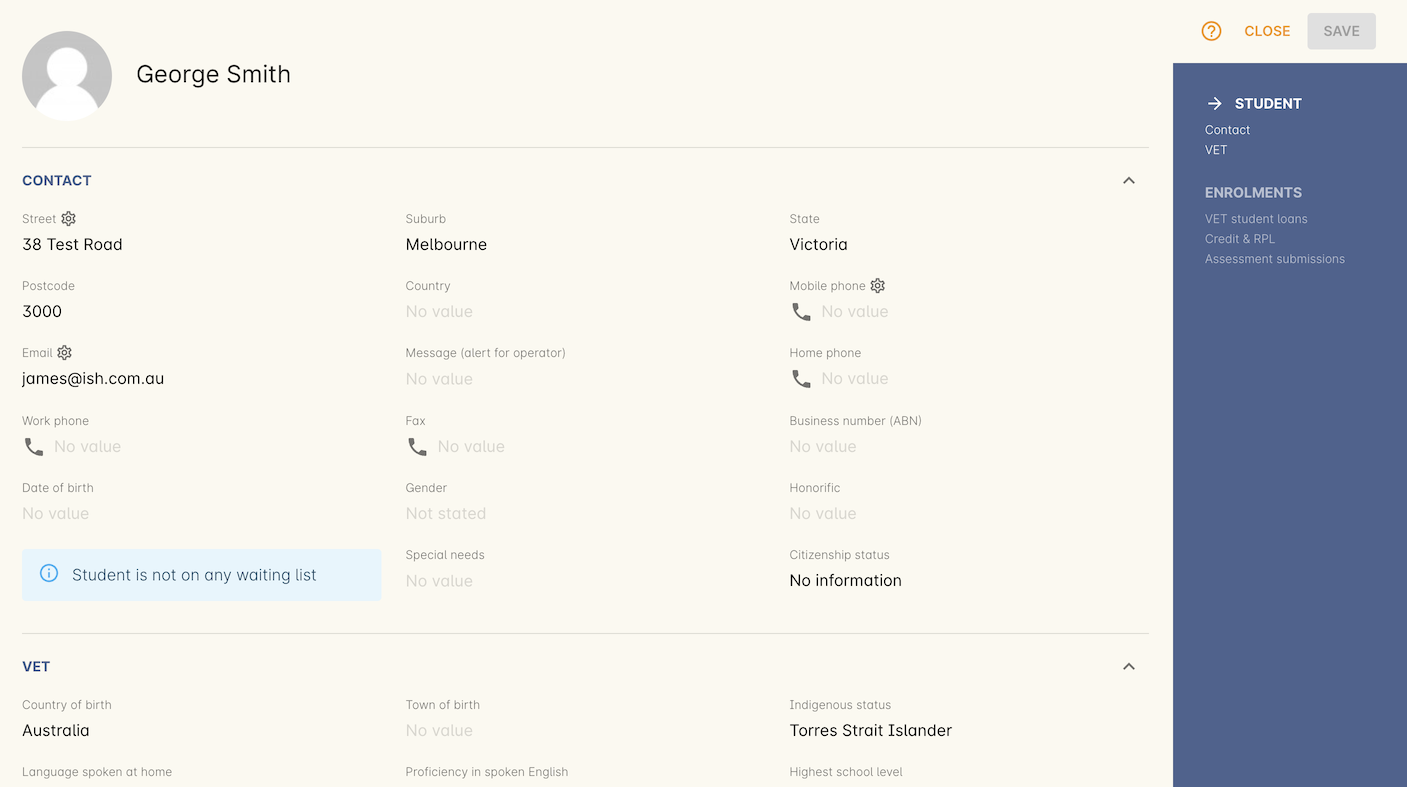 George Smith
CLOSE
SAVE
CONTACT
Street
Suburb
State
38 Test Road
Melbourne
Victoria
Postcode
Country
Mobile phone
3000
No value
No value
Email
Message (alert for operator)
Home phone
james@ish.com.au
No value
No value
Work phone
Fax
Business number (ABN)
No value
No value
No value
Date of birth
Gender
Honorific
No value
Not stated
No value
Student is not on any waiting list
Special needs
Citizenship status
No value
No information
VET
Country of birth
Town of birth
Indigenous status
Australia
No value
Torres Strait Islander
Language spoken at home
Proficiency in spoken English
Highest school level
STUDENT
Contact
VET
ENROLMENTS
VET student loans
Credit & RPL
Assessment submissions